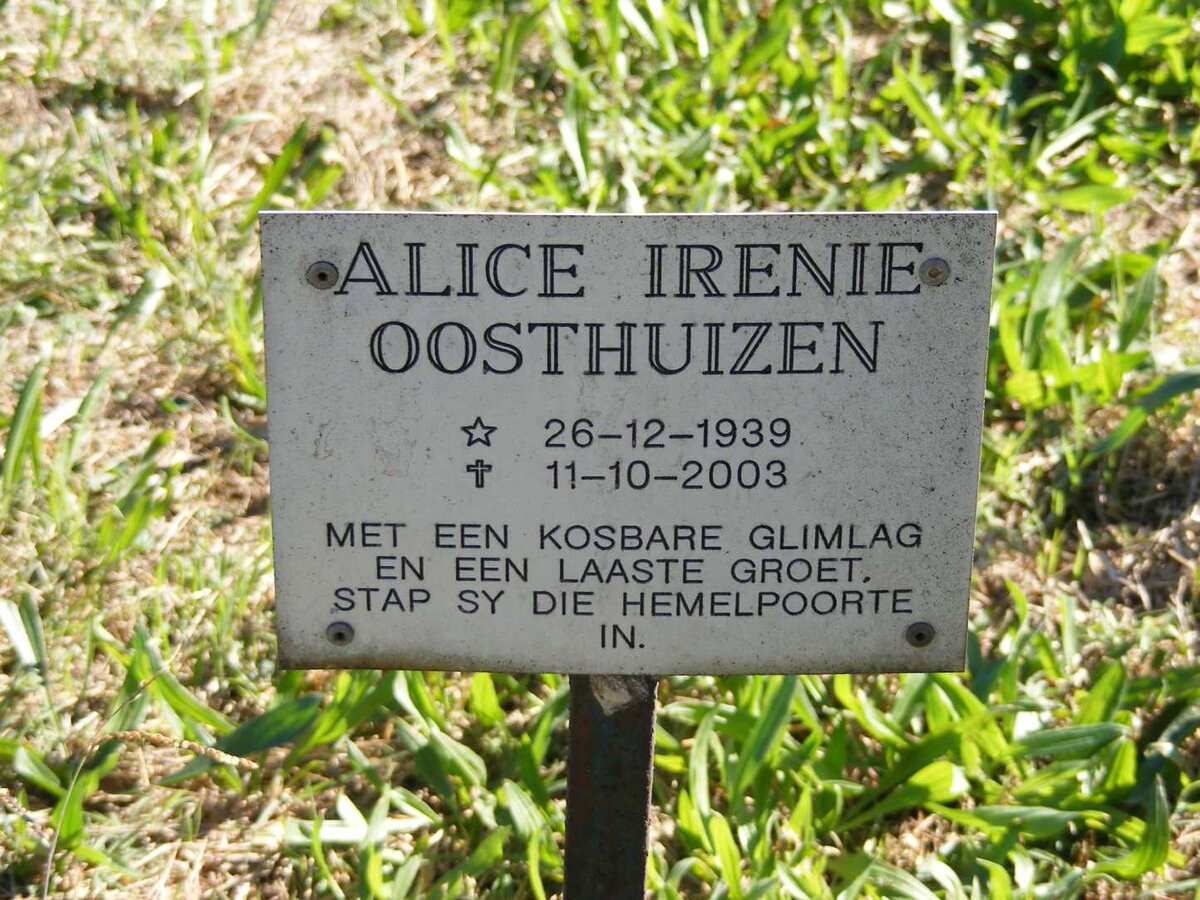 ALICE IRENIE
OOSTHUIZEN
☆ 26-12-1939
✞ 11-10-2003
MET EEN KOSBARE GLIMLAG
EN EEN LAASTE GROET.
STAP SY DIE HEMELPOORTE
IN.